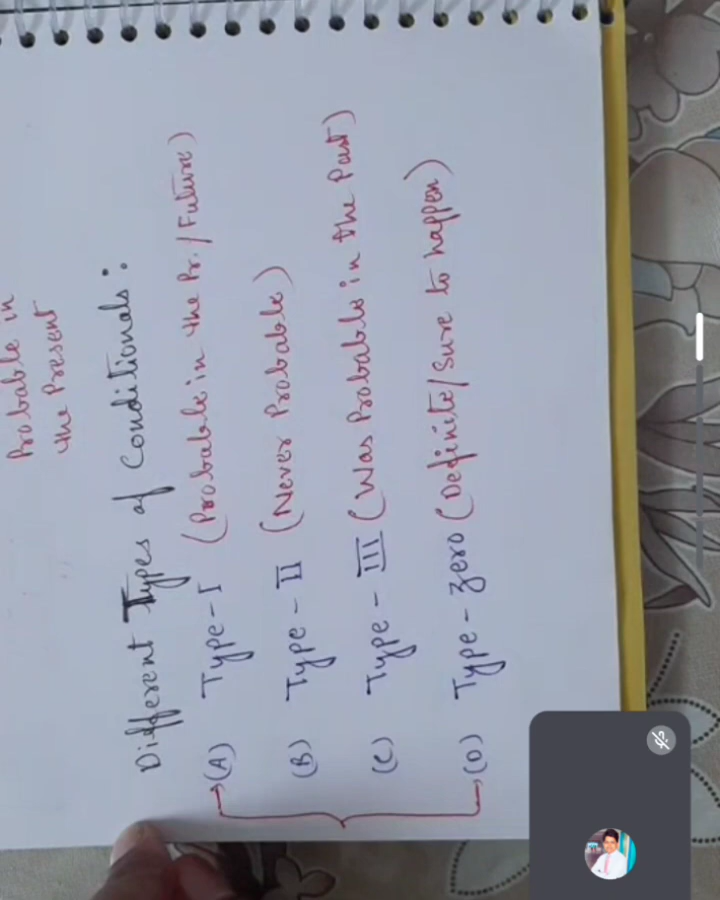 Probable in
the Present
Different Types of Conditionals:
(A) Type-I (Probable in the Pr./Future)
(B) Type-II (Never Probable)
(C) Type-III (Was Probable in the Past)
(D) Type-Zero (Definite/Sure to happen)